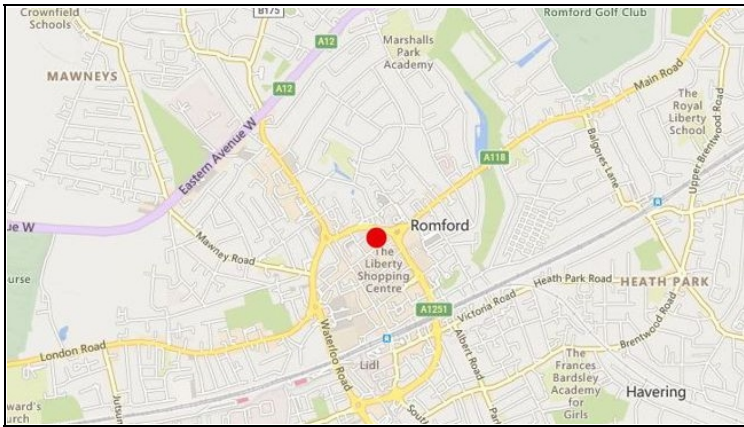 Crownfield
Schools
B175
A12
Marshalls
Park
Academy
Romford Golf Club
Main Road
MAWNEYS
A12
The
Royal
Liberty
School
Eastern Avenue W
A118
Balgores Lane
Upper Brentwood Road
ue W
Mawney Road
Romford
The
Liberty
Shopping
Centre
urse
Heath Park Road
HEATH PARK
A1251
Victoria Road
London Road
Waterloo Road
Albert Road
Brentwood Road
Lidl
The
Frances
Bardsley
Academy
for
Girls
Havering
ward's
urch
Jutsum
South
Par